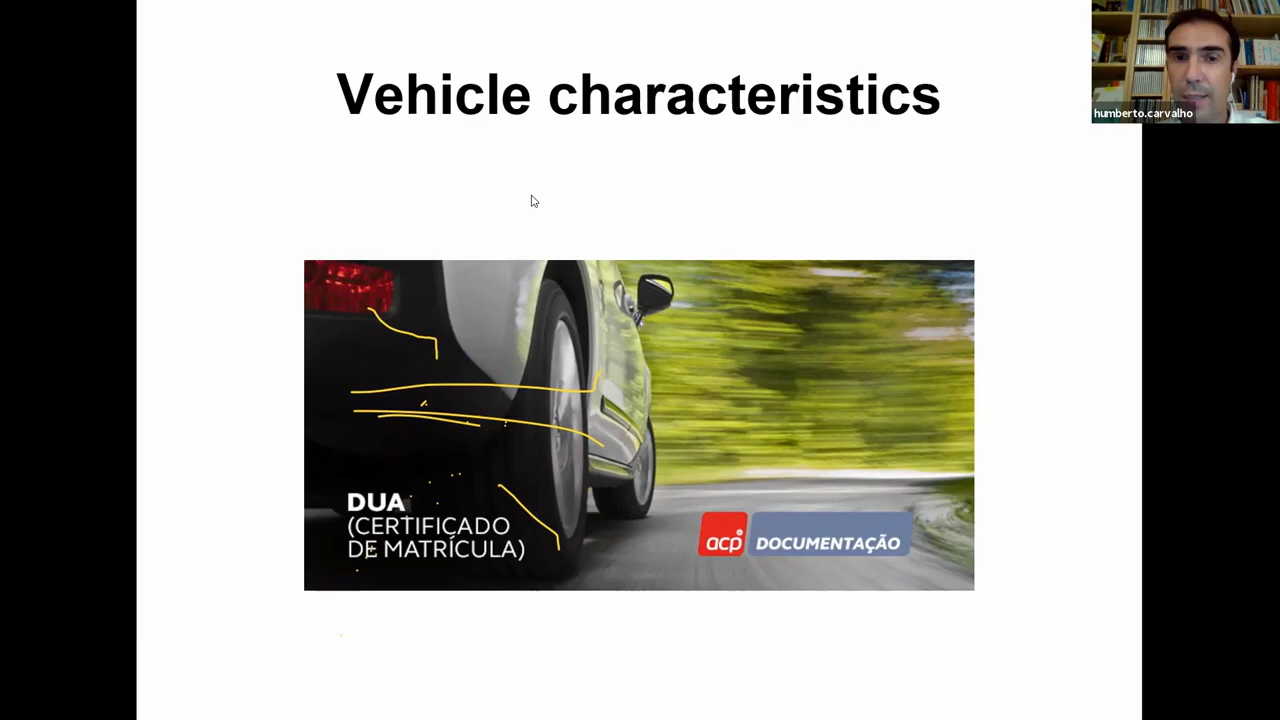 Vehicle characteristics
humberto.carvalho
DUA
(CERTIFICADO
DE MATRÍCULA)
acp DOCUMENTAÇÃO